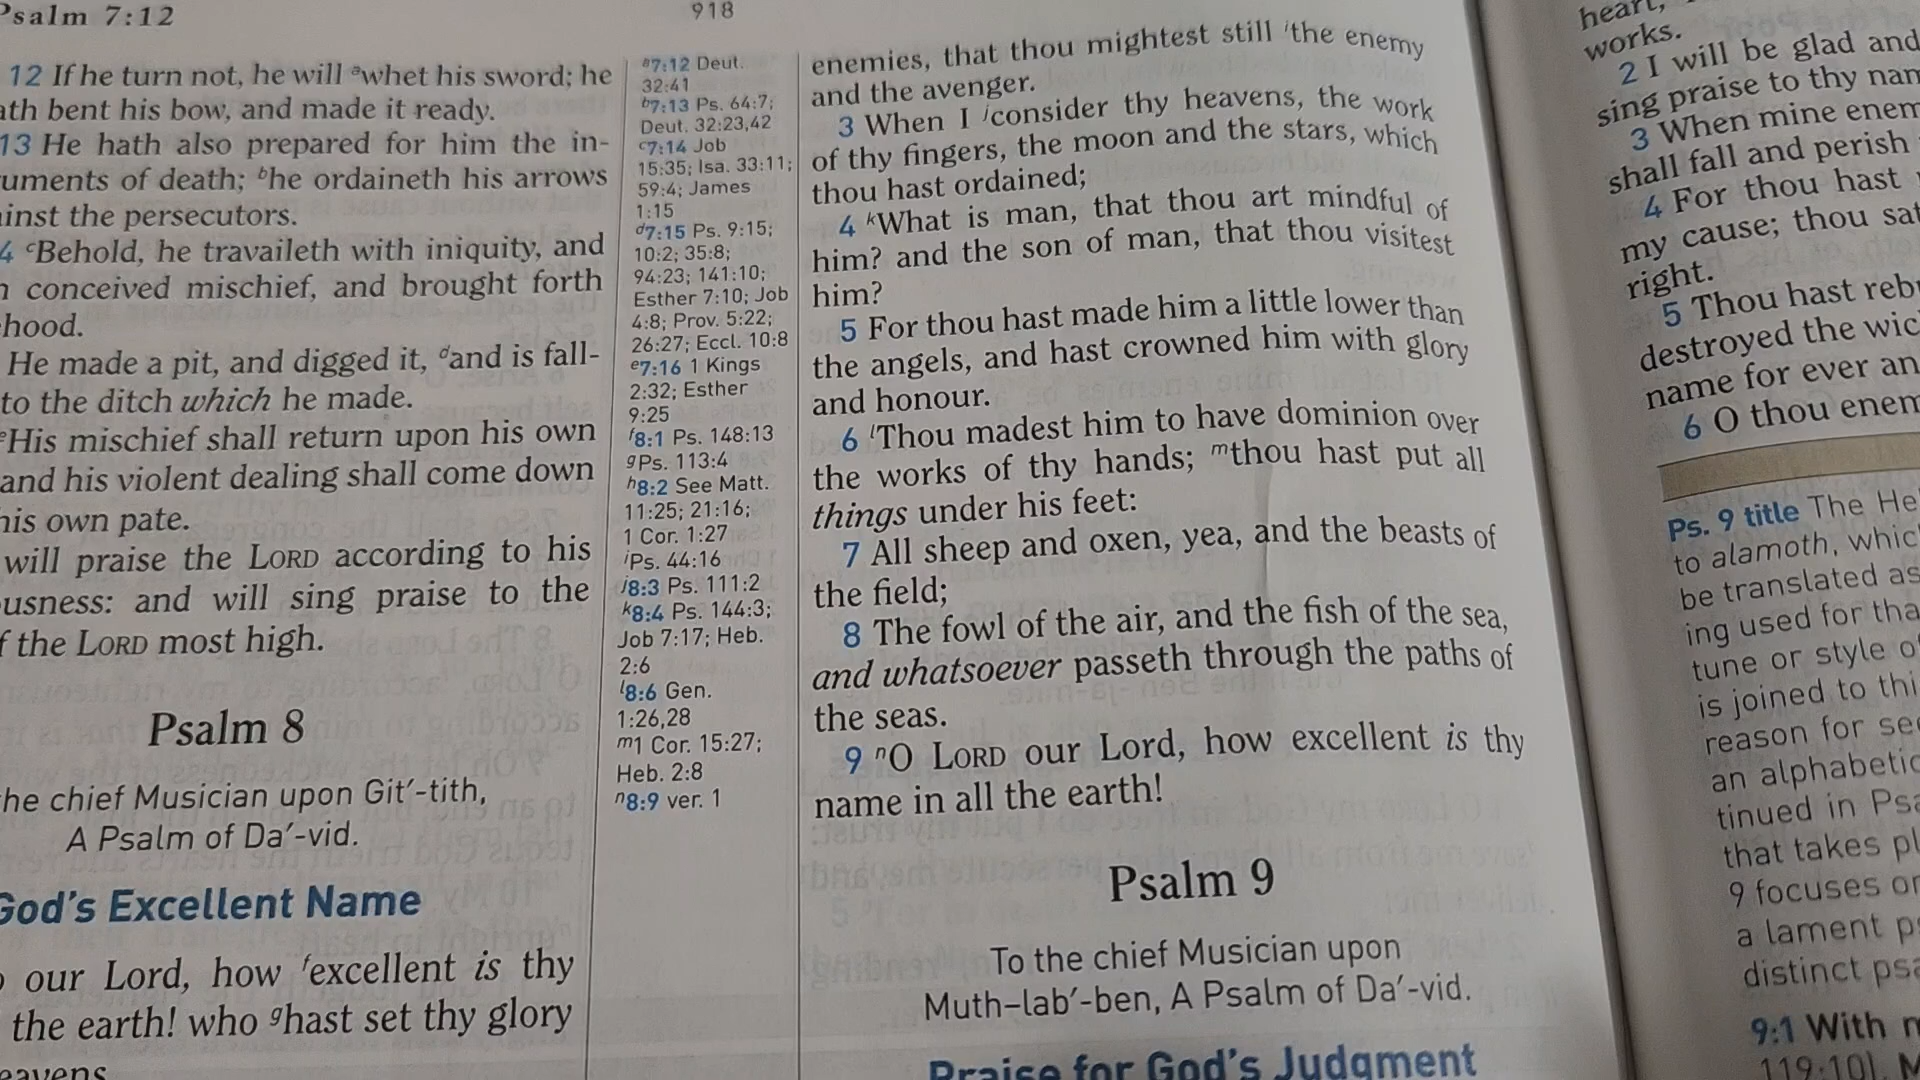 Psalm 7:12
918
12 If he turn not, he will ᵃwhet his sword; he
bent his bow, and made it ready.
13 He hath also prepared for him the in-
of death; ᵇhe ordaineth his arrows
the persecutors.
ᶜBehold, he travaileth with iniquity, and
conceived mischief, and brought forth
He made a pit, and digged it, ᵈand is fall-
to the ditch which he made.
ᵉHis mischief shall return upon his own
and his violent dealing shall come down
his own pate.
will praise the LORD according to his
and will sing praise to the
the LORD most high.
Psalm 8
chief Musician upon Git′-tith,
A Psalm of Da′-vid.
God's Excellent Name
our Lord, how ᶠexcellent is thy
the earth! who ᵍhast set thy glory
ᵃ7:12 Deut.
32:41
ᵇ7:13 Ps. 64:7;
Deut. 32:23,42
ᶜ7:14 Job
15:35; Isa. 33:11;
59:4; James
1:15
ᵈ7:15 Ps. 9:15;
10:2; 35:8;
94:23; 141:10;
Esther 7:10; Job
4:8; Prov. 5:22;
26:27; Eccl. 10:8
ᵉ7:16 1 Kings
2:32; Esther
9:25
ᶠ8:1 Ps. 148:13
ᵍPs. 113:4
ʰ8:2 See Matt.
11:25; 21:16;
1 Cor. 1:27
ⁱPs. 44:16
ʲ8:3 Ps. 111:2
ᵏ8:4 Ps. 144:3;
Job 7:17; Heb.
2:6
ˡ8:6 Gen.
1:26,28
ᵐ1 Cor. 15:27;
Heb. 2:8
ⁿ8:9 ver. 1
enemies, that thou mightest still ⁱthe enemy
and the avenger.
3 When I ʲconsider thy heavens, the work
of thy fingers, the moon and the stars, which
thou hast ordained;
4 ᵏWhat is man, that thou art mindful of
him? and the son of man, that thou visitest
him?
5 For thou hast made him a little lower than
the angels, and hast crowned him with glory
and honour.
6 ˡThou madest him to have dominion over
the works of thy hands; ᵐthou hast put all
things under his feet:
7 All sheep and oxen, yea, and the beasts of
the field;
8 The fowl of the air, and the fish of the sea,
and whatsoever passeth through the paths of
the seas.
9 ⁿO LORD our Lord, how excellent is thy
name in all the earth!
Psalm 9
To the chief Musician upon
Muth-lab′-ben, A Psalm of Da′-vid.
Praise for God's Judgment
heart,
works.
2 I will be glad and
sing praise to thy
3 When mine
shall fall and perish
4 For thou hast
my cause; thou
right.
5 Thou hast
destroyed the
name for ever
6 O thou
Ps. 9 title The
to alamoth,
be translated as
ing used for
tune or style
is joined to
reason for
an alphabetic
tinued in
that takes
9 focuses
a lament
distinct
9:1 With
119:10).